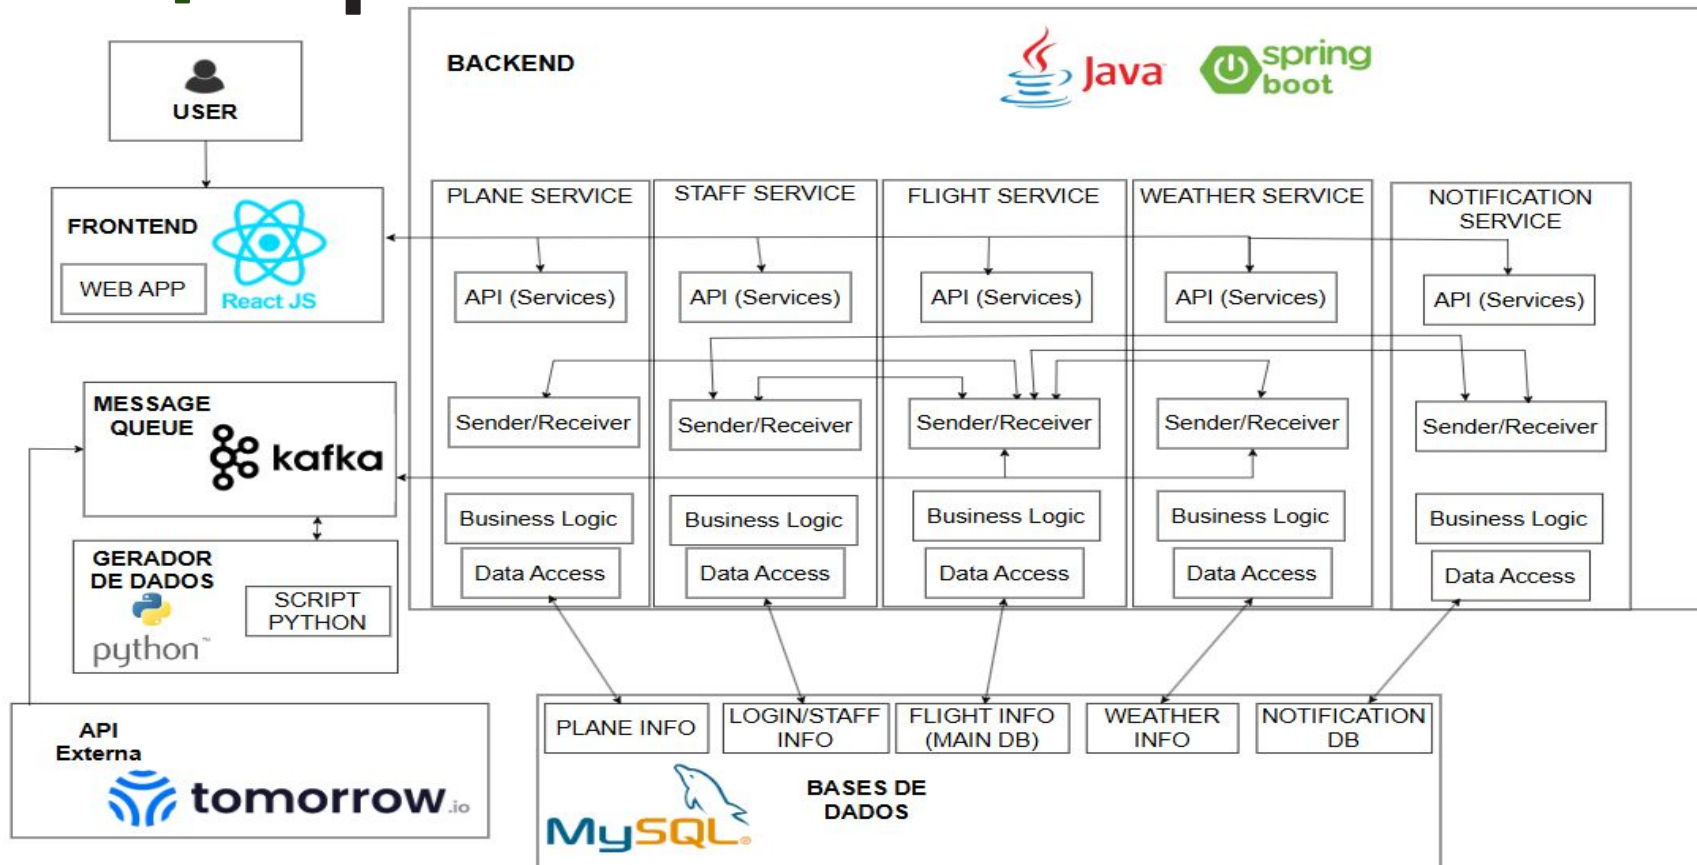 BACKEND
Java
spring
boot
USER
FRONTEND
WEB APP
React JS
PLANE SERVICE
STAFF SERVICE
FLIGHT SERVICE
WEATHER SERVICE
NOTIFICATION
SERVICE
API (Services)
API (Services)
API (Services)
API (Services)
API (Services)
MESSAGE
QUEUE
kafka
Sender/Receiver
Sender/Receiver
Sender/Receiver
Sender/Receiver
Sender/Receiver
Business Logic
Business Logic
Business Logic
Business Logic
Business Logic
Data Access
Data Access
Data Access
Data Access
Data Access
GERADOR
DE DADOS
python™
SCRIPT
PYTHON
API
Externa
tomorrow.io
PLANE INFO
LOGIN/STAFF
INFO
FLIGHT INFO
(MAIN DB)
WEATHER
INFO
NOTIFICATION
DB
MySQL
BASES DE
DADOS